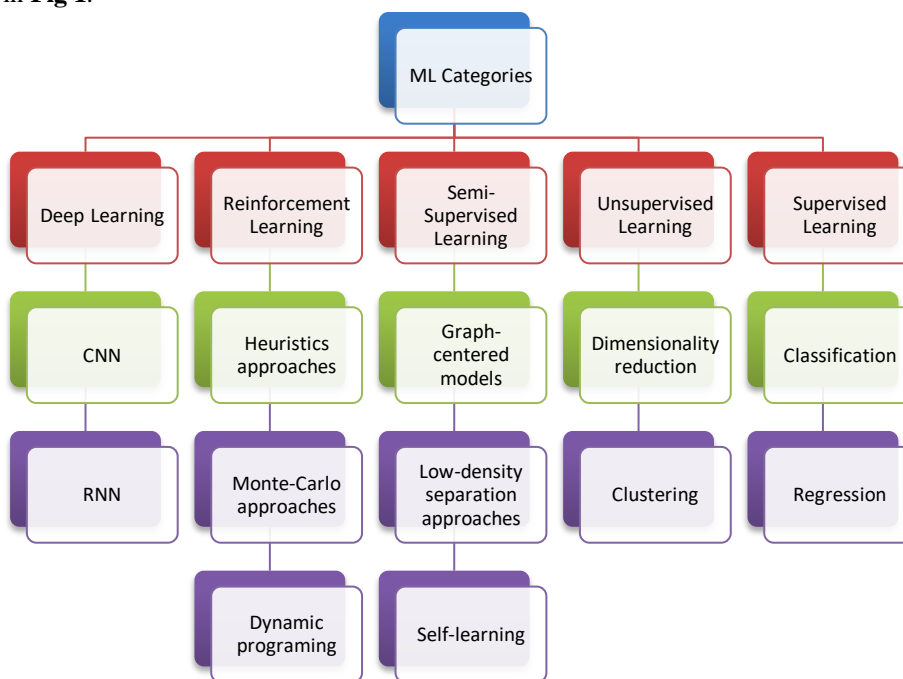 in Fig 1.
ML Categories
Deep Learning
Reinforcement
Learning
Semi-
Supervised
Learning
Unsupervised
Learning
Supervised
Learning
CNN
Heuristics
approaches
Graph-
centered
models
Dimensionality
reduction
Classification
RNN
Monte-Carlo
approaches
Low-density
separation
approaches
Clustering
Regression
Dynamic
programing
Self-learning